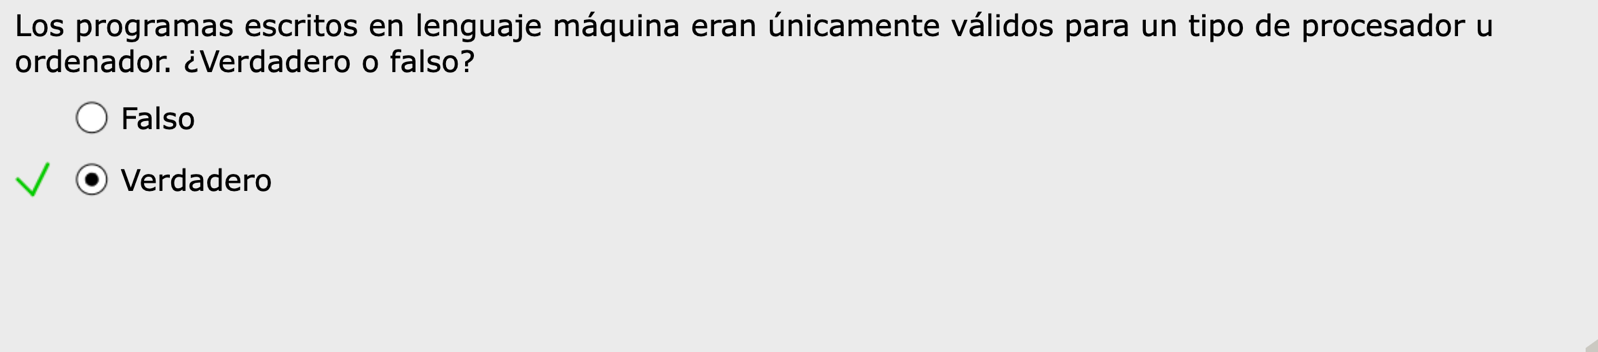 Los programas escritos en lenguaje máquina eran únicamente válidos para un tipo de procesador u
ordenador. ¿Verdadero o falso?
Falso
Verdadero